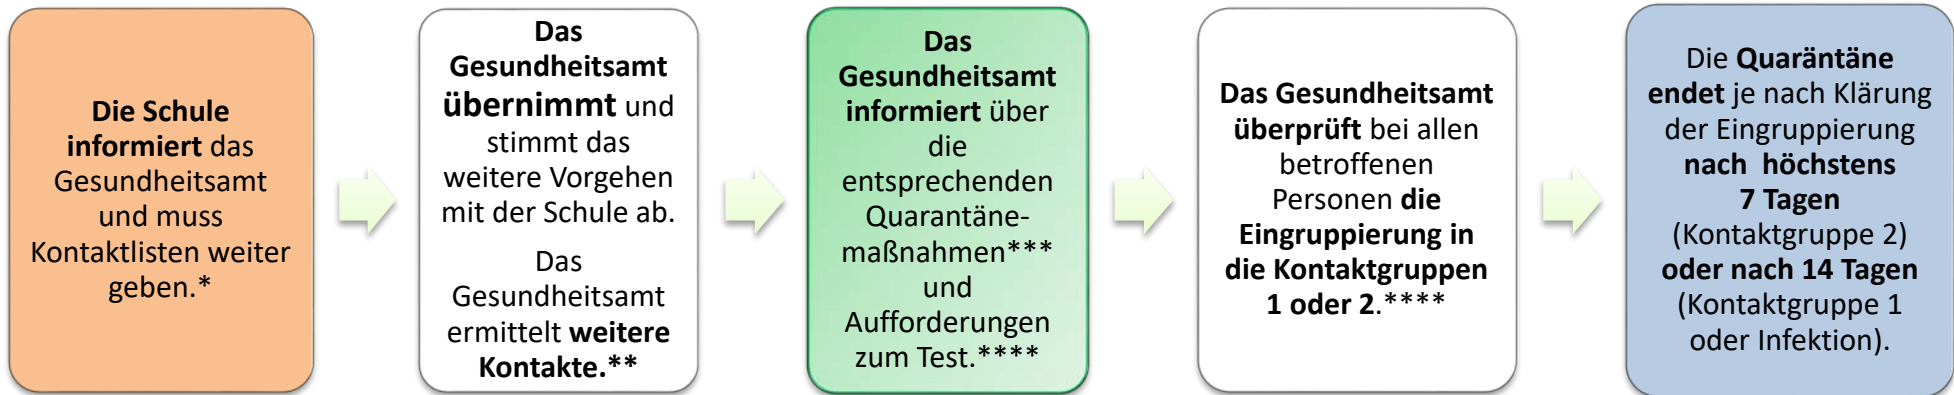 Die Schule
informiert das
Gesundheitsamt
und muss
Kontaktlisten weiter
geben.*
Das
Gesundheitsamt
übernimmt und
stimmt das
weitere Vorgehen
mit der Schule ab.
Das
Gesundheitsamt
ermittelt weitere
Kontakte.**
Das
Gesundheitsamt
informiert über
die
entsprechenden
Quarantäne-
maßnahmen***
und
Aufforderungen
zum Test.****
Das Gesundheitsamt
überprüft bei allen
betroffenen
Personen die
Eingruppierung in
die Kontaktgruppen
1 oder 2.****
Die Quaräntäne
endet je nach Klärung
der Eingruppierung
nach höchstens
7 Tagen
(Kontaktgruppe 2)
oder nach 14 Tagen
(Kontaktgruppe 1
oder Infektion).